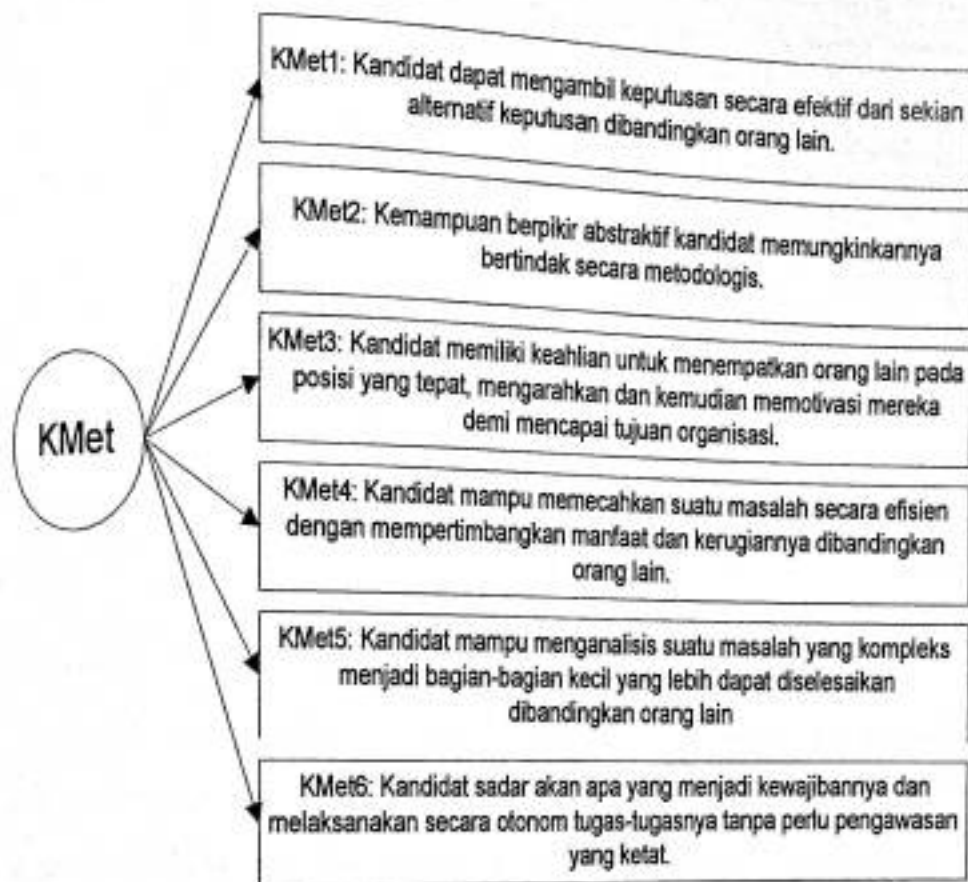 KMet1: Kandidat dapat mengambil keputusan secara efektif dari sekian
alternatif keputusan dibandingkan orang lain.
KMet2: Kemampuan berpikir abstraktif kandidat memungkinkannya
bertindak secara metodologis.
KMet3: Kandidat memiliki keahlian untuk menempatkan orang lain pada
posisi yang tepat, mengarahkan dan kemudian memotivasi mereka
demi mencapai tujuan organisasi.
KMet
KMet4: Kandidat mampu memecahkan suatu masalah secara efisien
dengan mempertimbangkan manfaat dan kerugiannya dibandingkan
orang lain.
KMet5: Kandidat mampu menganalisis suatu masalah yang kompleks
menjadi bagian-bagian kecil yang lebih dapat diselesaikan
dibandingkan orang lain
KMet6: Kandidat sadar akan apa yang menjadi kewajibannya dan
melaksanakan secara otonom tugas-tugasnya tanpa perlu pengawasan
yang ketat.